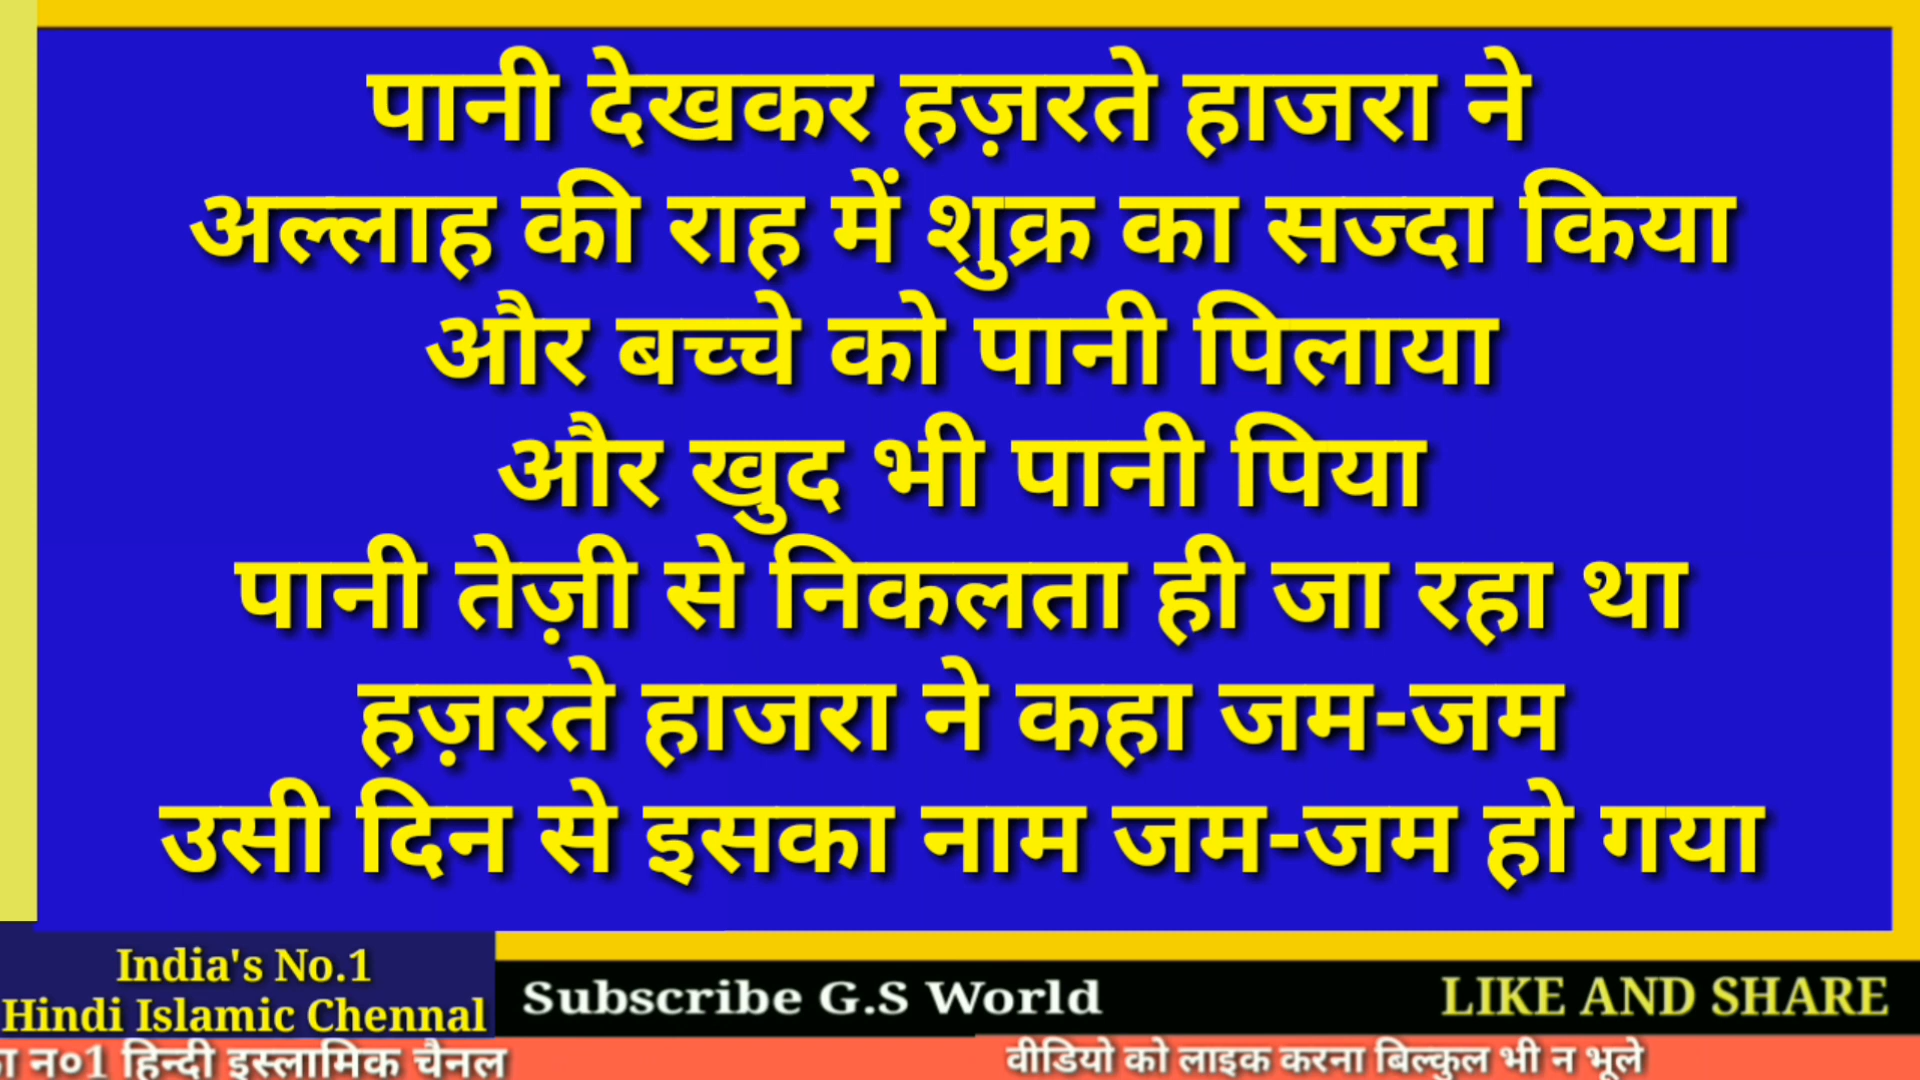 पानी देखकर हज़रते हाजरा ने
अल्लाह की राह में शुक्र का सज्दा किया
और बच्चे को पानी पिलाया
और खुद भी पानी पिया
पानी तेज़ी से निकलता ही जा रहा था
हज़रते हाजरा ने कहा जम-जम
उसी दिन से इसका नाम जम-जम हो गया
India's No.1
Hindi Islamic Chennal
Subscribe G.S World
LIKE AND SHARE
न०1 हिन्दी इस्लामिक चैनल
वीडियो को लाइक करना बिल्कुल भी न भूले